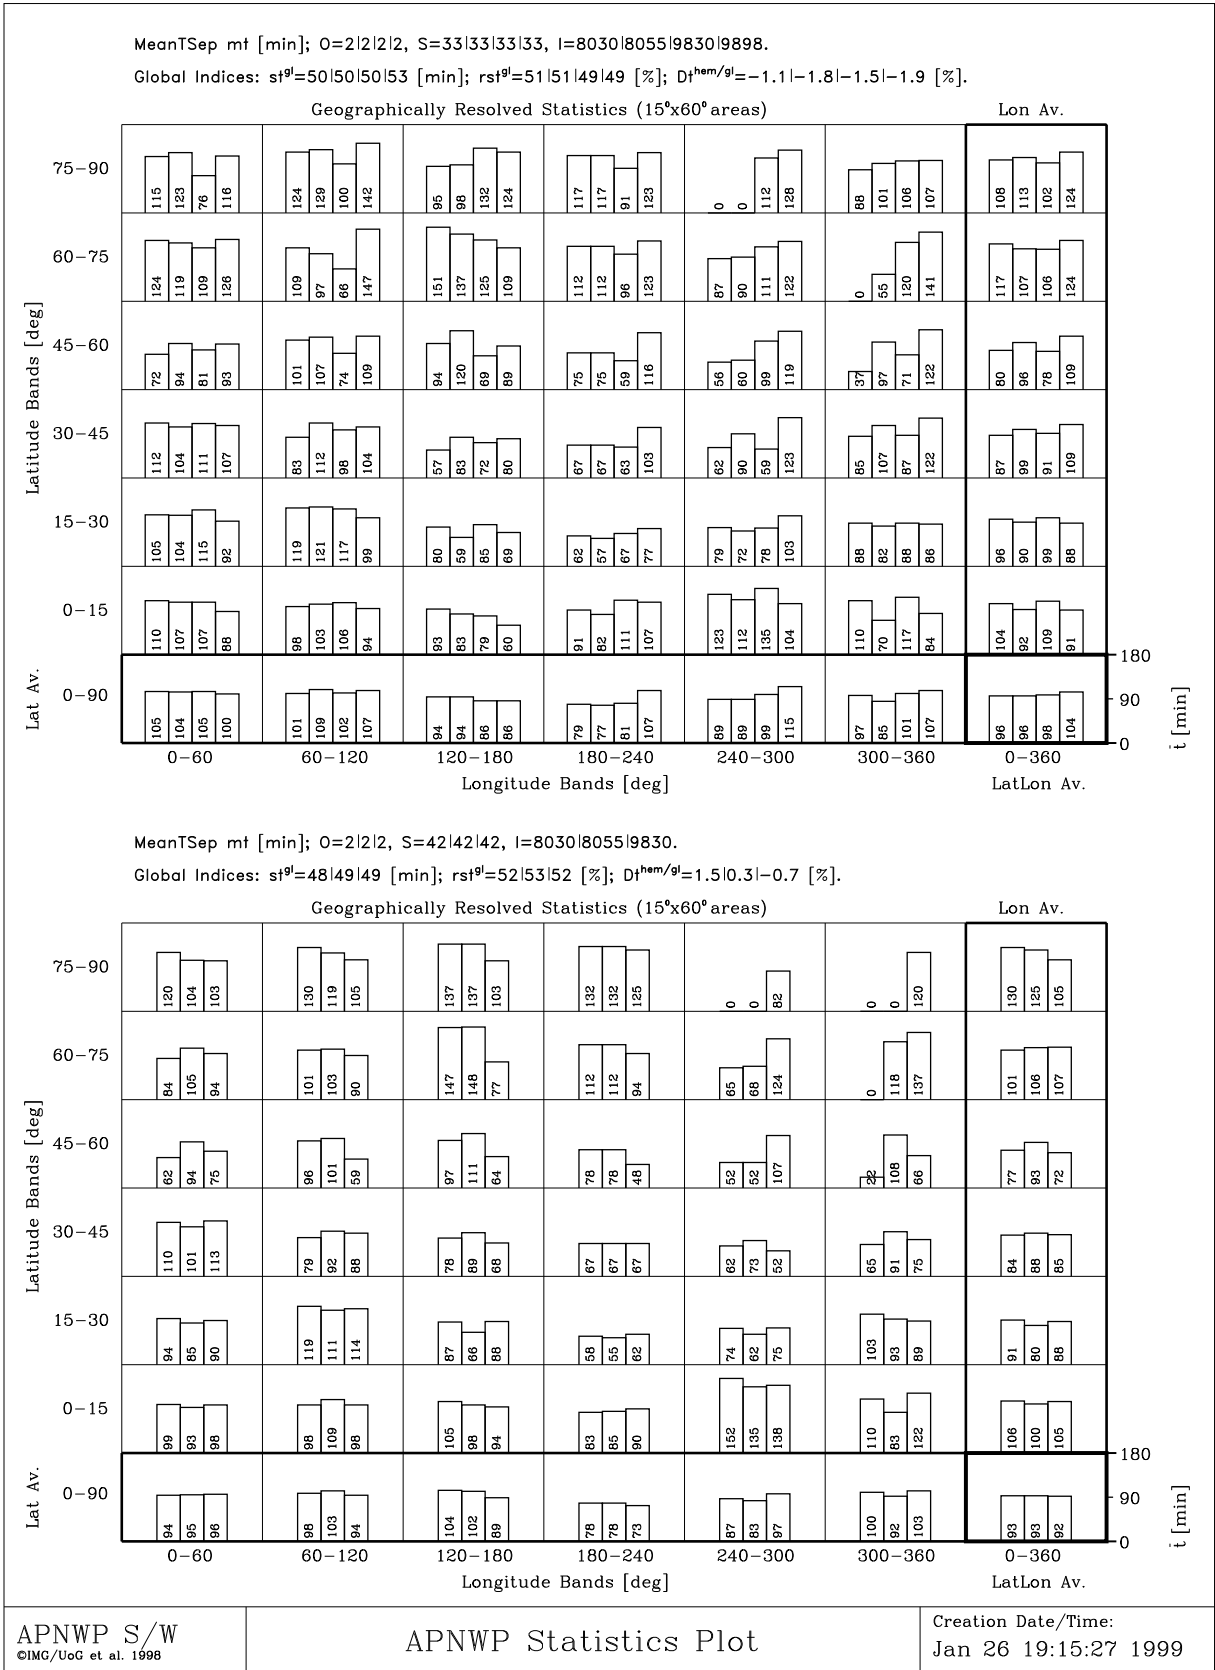 MeanTSep mt [min]; O=2|2|2|2, S=33|33|33|33, I=8030|8055|9830|9898.
Global Indices: st^gl=50|50|50|53 [min]; rst^gl=51|51|49|49 [%]; Dt^hem/gl=-1.1|-1.8|-1.5|-1.9 [%].
Geographically Resolved Statistics (15⁰x60⁰ areas) Lon Av.
75-90 115 123 76 116 124 129 100 142 95 98 132 124 117 117 91 123 0 0 112 128 88 101 106 107 108 113 102 124
60-75 124 119 109 126 109 97 66 147 151 137 125 109 112 112 96 123 87 90 111 122 0 55 120 141 117 107 106 124
45-60 72 94 81 93 101 107 74 109 94 120 69 89 75 75 59 116 56 60 99 119 37 97 71 122 80 96 78 109
30-45 112 104 111 107 83 112 98 104 57 83 72 80 67 67 63 103 62 90 59 123 85 107 87 122 87 99 91 109
15-30 105 104 115 92 119 121 117 99 80 59 85 69 62 57 67 77 79 72 78 103 88 82 88 86 96 90 99 88
0-15 110 107 107 88 98 103 106 94 93 83 79 60 91 82 111 107 123 112 135 104 110 70 117 84 104 92 109 91
0-90 105 104 105 100 101 109 102 107 94 94 86 86 79 77 81 107 89 89 99 115 97 85 101 107 96 96 98 104
Latitude Bands [deg]
Lat Av.
180
90
0
t [min]
0-60 60-120 120-180 180-240 240-300 300-360 0-360
Longitude Bands [deg] LatLon Av.
MeanTSep mt [min]; O=2|2|2, S=42|42|42, I=8030|8055|9830.
Global Indices: st^gl=48|49|49 [min]; rst^gl=52|53|52 [%]; Dt^hem/gl=1.5|0.3|-0.7 [%].
Geographically Resolved Statistics (15⁰x60⁰ areas) Lon Av.
75-90 120 104 103 130 119 105 137 137 103 132 132 125 0 0 82 0 0 120 130 125 105
60-75 84 105 94 101 103 90 147 148 77 112 112 94 65 68 124 0 118 137 101 106 107
45-60 62 94 75 96 101 59 97 111 64 78 78 48 52 52 107 22 108 66 77 93 72
30-45 110 101 113 79 92 88 78 89 68 67 67 67 62 73 52 65 91 75 84 88 85
15-30 94 85 90 119 111 114 87 66 88 58 55 62 74 62 75 103 93 89 91 80 88
0-15 99 93 98 98 109 98 105 98 94 83 85 90 152 135 138 110 83 122 106 100 105
0-90 94 95 96 98 103 94 104 102 89 78 78 73 87 83 97 100 92 103 93 93 92
Latitude Bands [deg]
Lat Av.
180
90
0
t [min]
0-60 60-120 120-180 180-240 240-300 300-360 0-360
Longitude Bands [deg] LatLon Av.
APNWP S/W
©IMG/UoG et al. 1998
APNWP Statistics Plot
Creation Date/Time:
Jan 26 19:15:27 1999